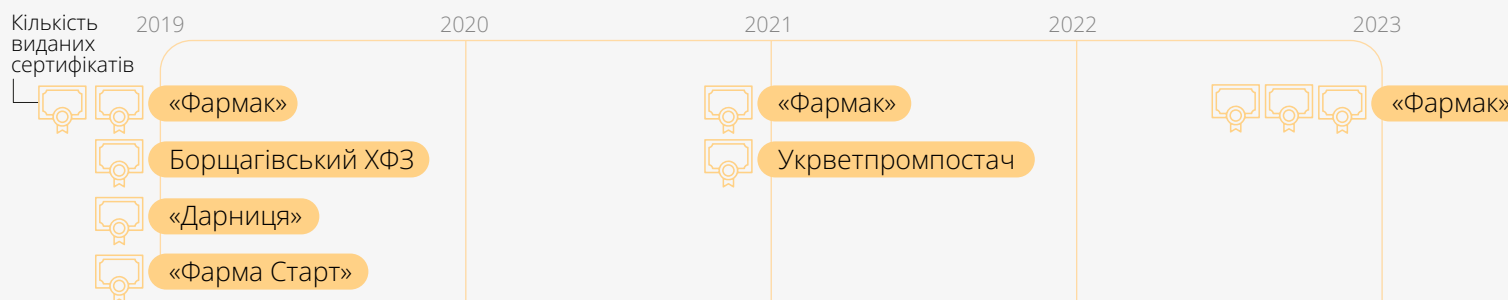 Кількість
виданих
сертифікатів
2019 2020 2021 2022 2023
«Фармак» «Фармак» «Фармак»
Борщагівський ХФЗ Укрветпромпостач
«Дарниця»
«Фарма Старт»